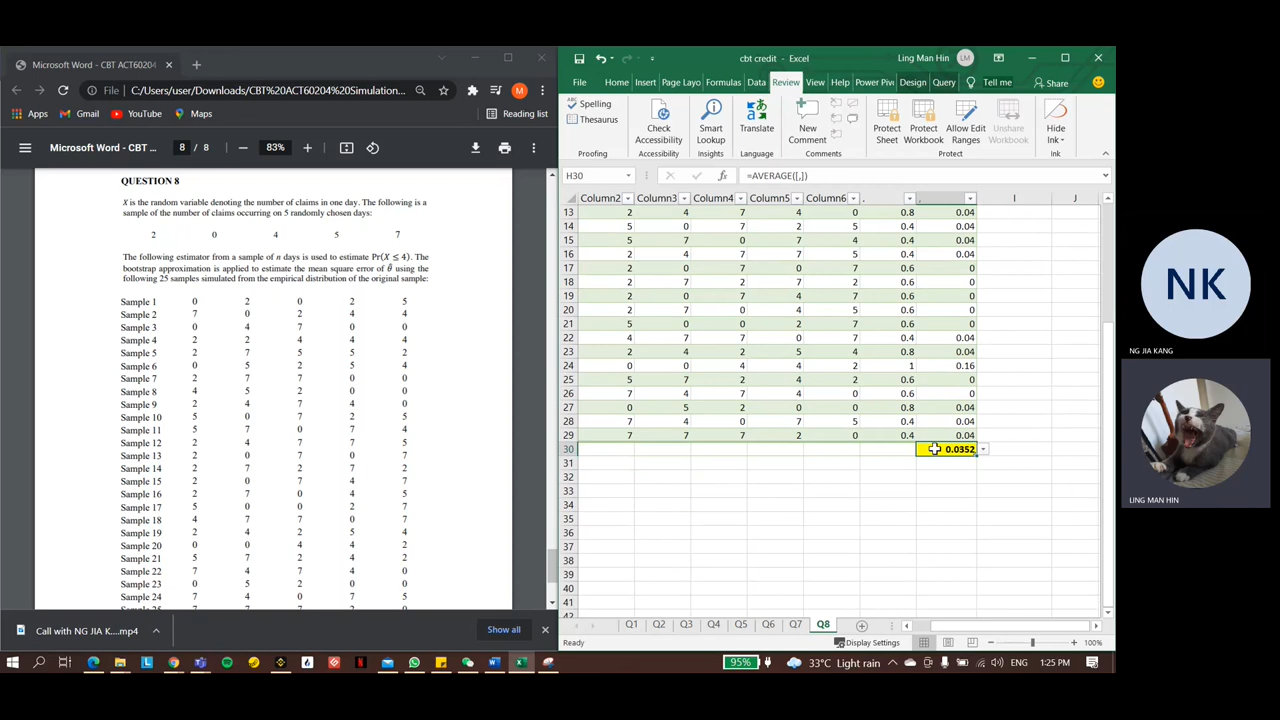 Microsoft Word - CBT ACT60204
File C:/Users/user/Downloads/CBT%20ACT60204%20Simulation...
Apps Gmail YouTube Maps Reading list
Microsoft Word - CBT ... 8 / 8 83%
QUESTION 8
X is the random variable denoting the number of claims in one day. The following is a
sample of the number of claims occurring on 5 randomly chosen days:
2 0 4 5 7
The following estimator from a sample of n days is used to estimate Pr(X ≤ 4). The
bootstrap approximation is applied to estimate the mean square error of θ̂ using the
following 25 samples simulated from the empirical distribution of the original sample:
Sample 1 0 2 0 2 5
Sample 2 7 0 2 4 4
Sample 3 0 4 7 0 0
Sample 4 2 2 4 4 4
Sample 5 2 7 5 5 2
Sample 6 0 5 2 5 4
Sample 7 2 7 7 0 0
Sample 8 4 5 2 0 0
Sample 9 2 4 7 4 0
Sample 10 5 0 7 2 5
Sample 11 5 7 0 7 4
Sample 12 2 4 7 7 5
Sample 13 2 0 7 0 7
Sample 14 2 7 2 7 2
Sample 15 2 0 7 4 7
Sample 16 2 7 0 4 5
Sample 17 5 0 0 2 7
Sample 18 4 7 7 0 7
Sample 19 2 4 2 5 4
Sample 20 0 0 4 4 2
Sample 21 5 7 2 4 2
Sample 22 7 4 7 4 0
Sample 23 0 5 2 0 0
Sample 24 7 4 0 7 5
Call with NG JIA K....mp4 Show all
cbt credit - Excel Ling Man Hin LM
File Home Insert Page Layo Formulas Data Review View Help Power Piv Design Query Tell me Share
Spelling
Thesaurus
Proofing
Check Accessibility
Accessibility
Smart Lookup
Insights
Translate
Language
New Comment
Comments
Protect Sheet
Protect Workbook
Allow Edit Ranges
Unshare Workbook
Protect
Hide Ink
Ink
H30 fx =AVERAGE([,])
Column2 Column3 Column4 Column5 Column6 . , I J
13 2 4 7 4 0 0.8 0.04
14 5 0 7 2 5 0.4 0.04
15 5 7 0 7 4 0.4 0.04
16 2 4 7 7 5 0.4 0.04
17 2 0 7 0 7 0.6 0
18 2 7 2 7 2 0.6 0
19 2 0 7 4 7 0.6 0
20 2 7 0 4 5 0.6 0
21 5 0 0 2 7 0.6 0
22 4 7 7 0 7 0.4 0.04
23 2 4 2 5 4 0.8 0.04
24 0 0 4 4 2 1 0.16
25 5 7 2 4 2 0.6 0
26 7 4 7 4 0 0.6 0
27 0 5 2 0 0 0.8 0.04
28 7 4 0 7 5 0.4 0.04
29 7 7 7 2 0 0.4 0.04
30 0.0352
31
32
33
34
35
36
37
38
39
40
41
Q1 Q2 Q3 Q4 Q5 Q6 Q7 Q8
Ready Display Settings 100%
95% 33°C Light rain ENG 1:25 PM
NK
NG JIA KANG
LING MAN HIN